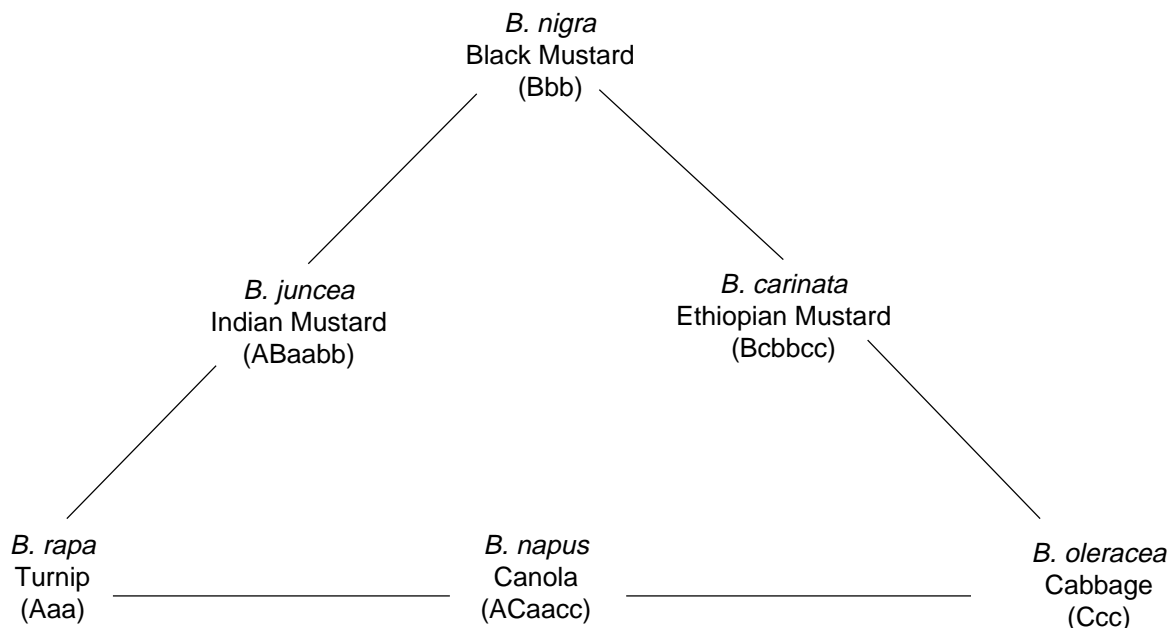 B. nigra
Black Mustard
(Bbb)
B. juncea
Indian Mustard
(ABaabb)
B. carinata
Ethiopian Mustard
(Bcbbcc)
B. rapa
Turnip
(Aaa)
B. napus
Canola
(ACaacc)
B. oleracea
Cabbage
(Ccc)